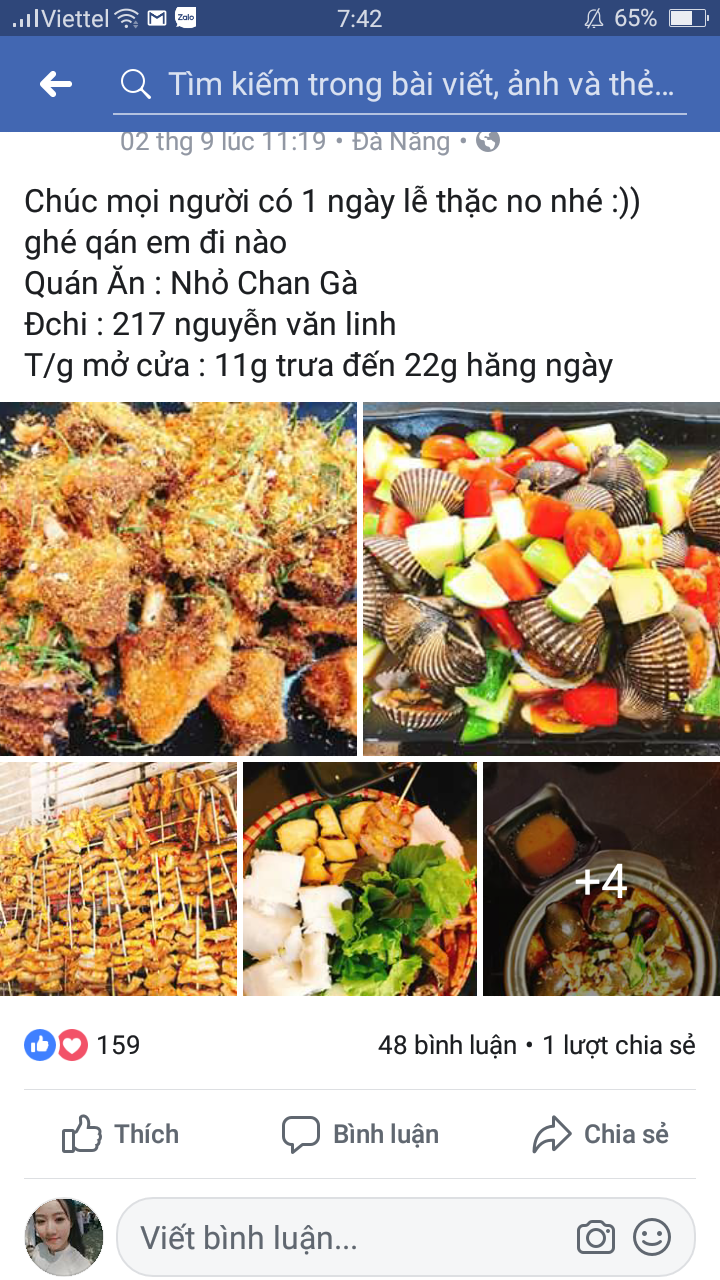 Viettel Zalo 7:42 65%
Tìm kiếm trong bài viết, ảnh và thẻ...
02 thg 9 lúc 11:19 • Đà Nẵng •
Chúc mọi người có 1 ngày lễ thặc no nhé :))
ghé qán em đi nào
Quán Ăn : Nhỏ Chan Gà
Đchi : 217 nguyễn văn linh
T/g mở cửa : 11g trưa đến 22g hăng ngày
+4
159 48 bình luận • 1 lượt chia sẻ
Thích Bình luận Chia sẻ
Viết bình luận...